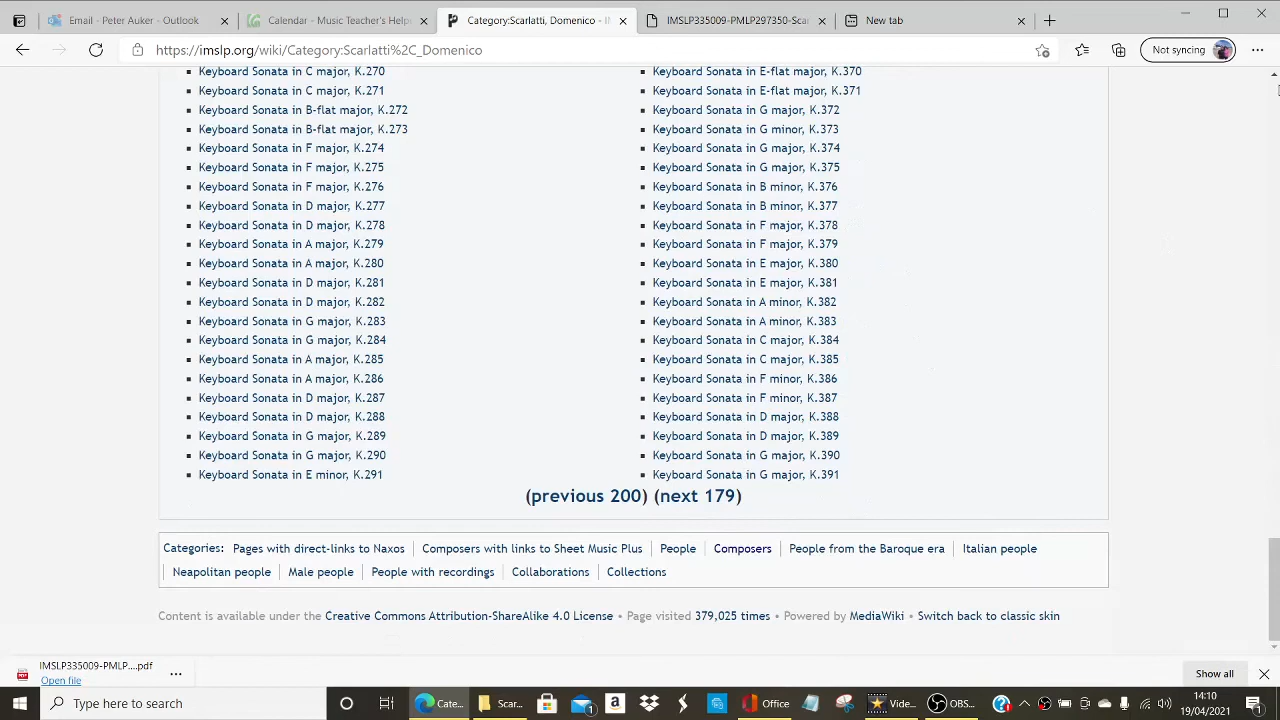 Email - Peter Auker - Outlook
Calendar - Music Teacher's Help
Category:Scarlatti, Domenico - I
IMSLP335009-PMLP337350-Scar
New tab
https://imslp.org/wiki/Category:Scarlatti%2C_Domenico
Not syncing
Keyboard Sonata in C major, K.270
Keyboard Sonata in C major, K.271
Keyboard Sonata in B-flat major, K.272
Keyboard Sonata in B-flat major, K.273
Keyboard Sonata in F major, K.274
Keyboard Sonata in F major, K.275
Keyboard Sonata in F major, K.276
Keyboard Sonata in D major, K.277
Keyboard Sonata in D major, K.278
Keyboard Sonata in A major, K.279
Keyboard Sonata in A major, K.280
Keyboard Sonata in D major, K.281
Keyboard Sonata in D major, K.282
Keyboard Sonata in G major, K.283
Keyboard Sonata in G major, K.284
Keyboard Sonata in A major, K.285
Keyboard Sonata in A major, K.286
Keyboard Sonata in D major, K.287
Keyboard Sonata in D major, K.288
Keyboard Sonata in G major, K.289
Keyboard Sonata in G major, K.290
Keyboard Sonata in E minor, K.291
Keyboard Sonata in E-flat major, K.370
Keyboard Sonata in E-flat major, K.371
Keyboard Sonata in G major, K.372
Keyboard Sonata in G minor, K.373
Keyboard Sonata in G major, K.374
Keyboard Sonata in G major, K.375
Keyboard Sonata in B minor, K.376
Keyboard Sonata in B minor, K.377
Keyboard Sonata in F major, K.378
Keyboard Sonata in F major, K.379
Keyboard Sonata in E major, K.380
Keyboard Sonata in E major, K.381
Keyboard Sonata in A minor, K.382
Keyboard Sonata in A minor, K.383
Keyboard Sonata in C major, K.384
Keyboard Sonata in C major, K.385
Keyboard Sonata in F minor, K.386
Keyboard Sonata in F minor, K.387
Keyboard Sonata in D major, K.388
Keyboard Sonata in D major, K.389
Keyboard Sonata in G major, K.390
Keyboard Sonata in G major, K.391
(previous 200) (next 179)
Categories: Pages with direct-links to Naxos | Composers with links to Sheet Music Plus | People | Composers | People from the Baroque era | Italian people
| Neapolitan people | Male people | People with recordings | Collaborations | Collections
Content is available under the Creative Commons Attribution-ShareAlike 4.0 License • Page visited 379,025 times • Powered by MediaWiki • Switch back to classic skin
IMSLP335009-PMLP....pdf
Open file
Show all
Type here to search
Cate...
Scar...
Office
Vide...
OBS...
14:10
19/04/2021